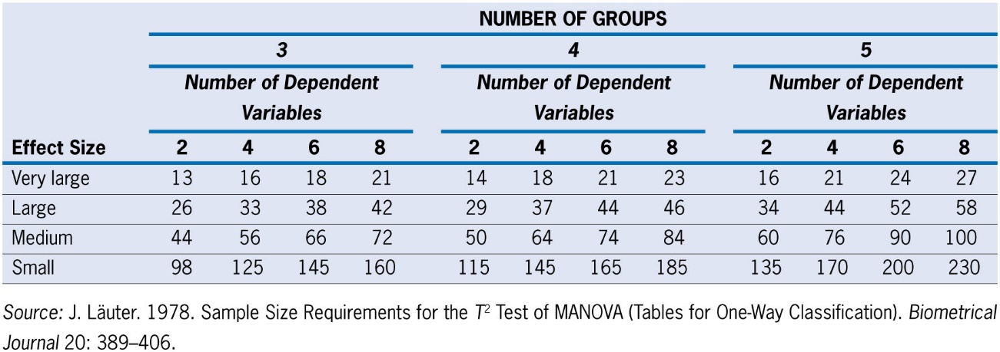 NUMBER OF GROUPS
3 4 5
Number of Dependent Number of Dependent Number of Dependent
Variables Variables Variables
Effect Size 2 4 6 8 2 4 6 8 2 4 6 8
Very large 13 16 18 21 14 18 21 23 16 21 24 27
Large 26 33 38 42 29 37 44 46 34 44 52 58
Medium 44 56 66 72 50 64 74 84 60 76 90 100
Small 98 125 145 160 115 145 165 185 135 170 200 230
Source: J. Läuter. 1978. Sample Size Requirements for the T² Test of MANOVA (Tables for One-Way Classification). Biometrical
Journal 20: 389–406.